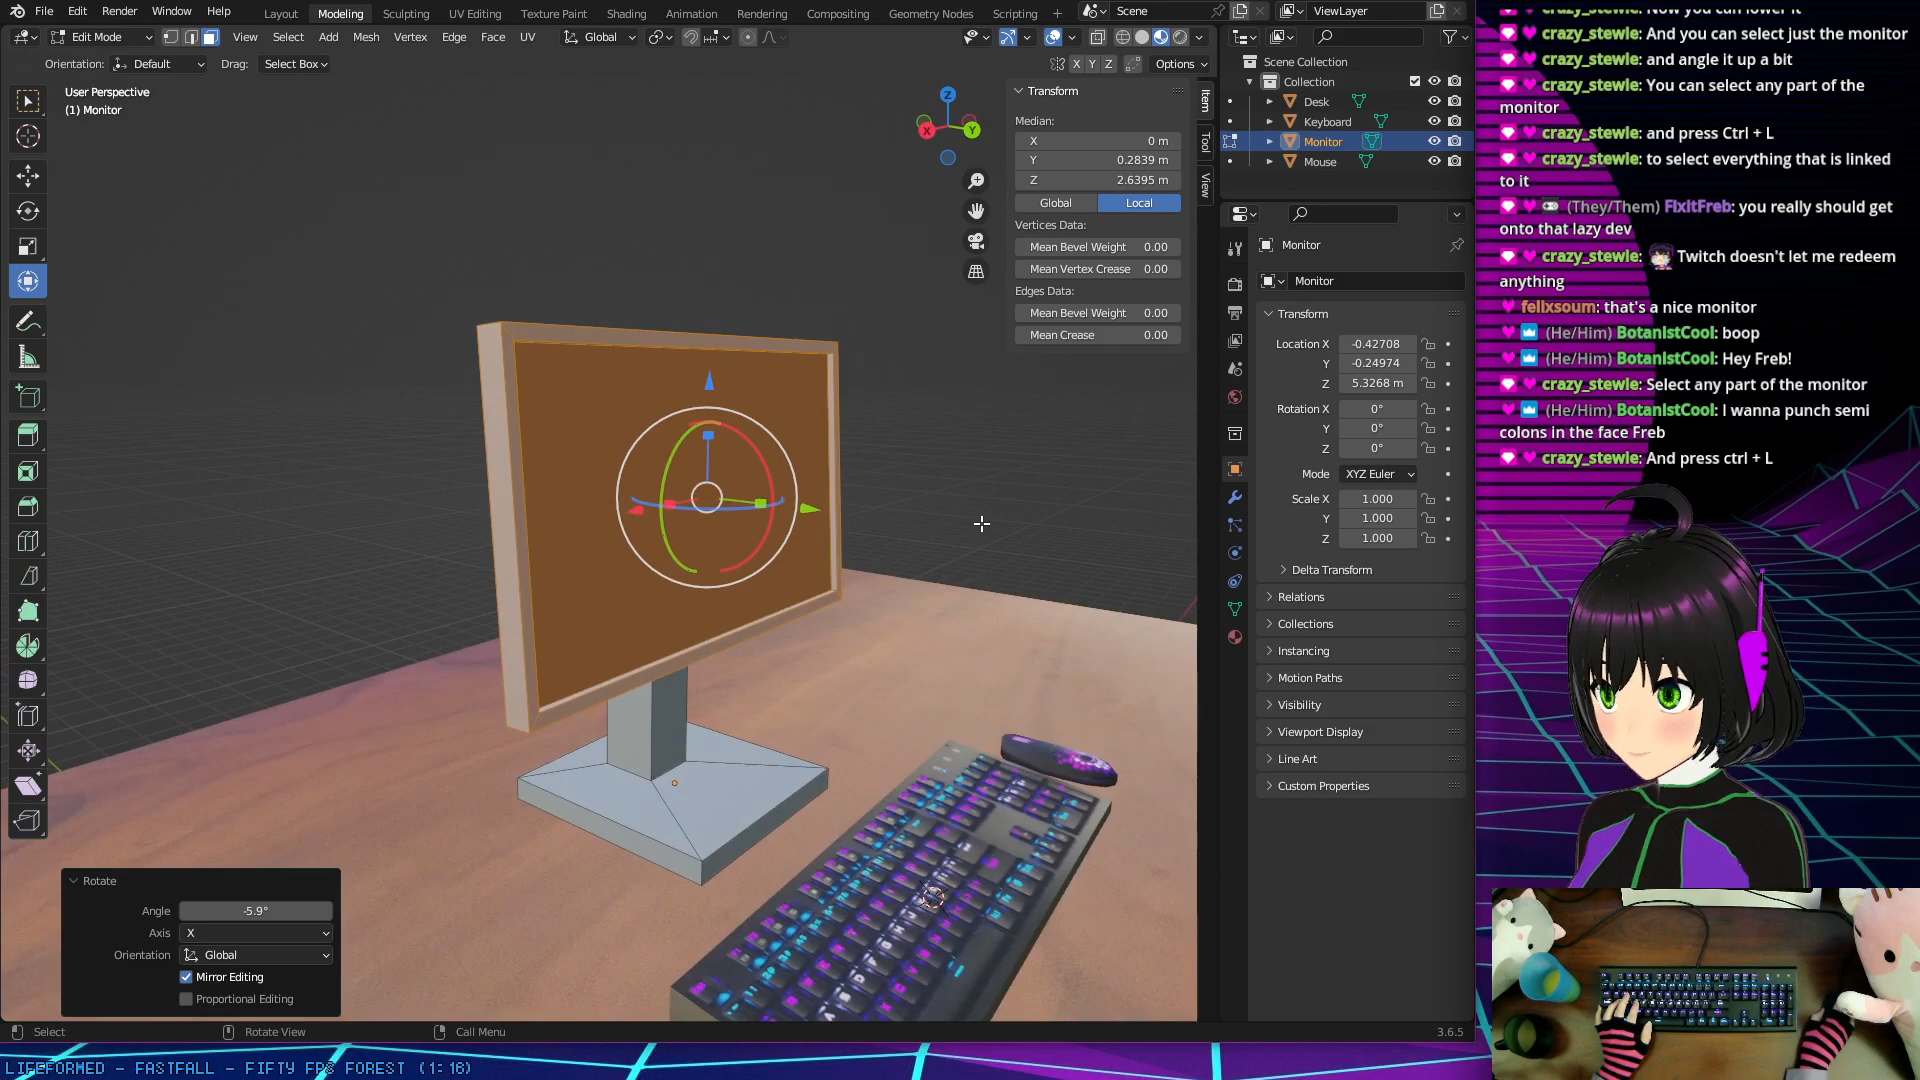 File Edit Render Window Help Layout Modeling Sculpting UV Editing Texture Paint Shading Animation Rendering Compositing Geometry Nodes Scripting + Scene ViewLayer
Edit Mode View Select Add Mesh Vertex Edge Face UV Global
Orientation: Default Drag: Select Box X Y Z Options
User Perspective
(1) Monitor
Z
X
Y
Transform
Median:
X 0 m
Y 0.2839 m
Z 2.6395 m
Global Local
Vertices Data:
Mean Bevel Weight 0.00
Mean Vertex Crease 0.00
Edges Data:
Mean Bevel Weight 0.00
Mean Crease 0.00
Item
Tool
View
Scene Collection
Collection
Desk
Keyboard
Monitor
Mouse
Monitor
Monitor
Transform
Location X -0.42708
Y -0.24974
Z 5.3268 m
Rotation X 0°
Y 0°
Z 0°
Mode XYZ Euler
Scale X 1.000
Y 1.000
Z 1.000
Delta Transform
Relations
Collections
Instancing
Motion Paths
Visibility
Viewport Display
Line Art
Custom Properties
Rotate
Angle -5.9°
Axis X
Orientation Global
Mirror Editing
Proportional Editing
Select Rotate View Call Menu 3.6.5
LIFEFORMED - FASTFALL - FIFTY FPS FOREST (1:16)
crazy_stewie: Now you can lower it
crazy_stewie: And you can select just the monitor
crazy_stewie: and angle it up a bit
crazy_stewie: You can select any part of the
monitor
crazy_stewie: and press Ctrl + L
crazy_stewie: to select everything that is linked
to it
(They/Them) FixitFreb: you really should get
onto that lazy dev
crazy_stewie: Twitch doesn't let me redeem
anything
felixsoum: that's a nice monitor
(He/Him) BotanistCool: boop
(He/Him) BotanistCool: Hey Freb!
crazy_stewie: Select any part of the monitor
(He/Him) BotanistCool: I wanna punch semi
colons in the face Freb
crazy_stewie: And press ctrl + L